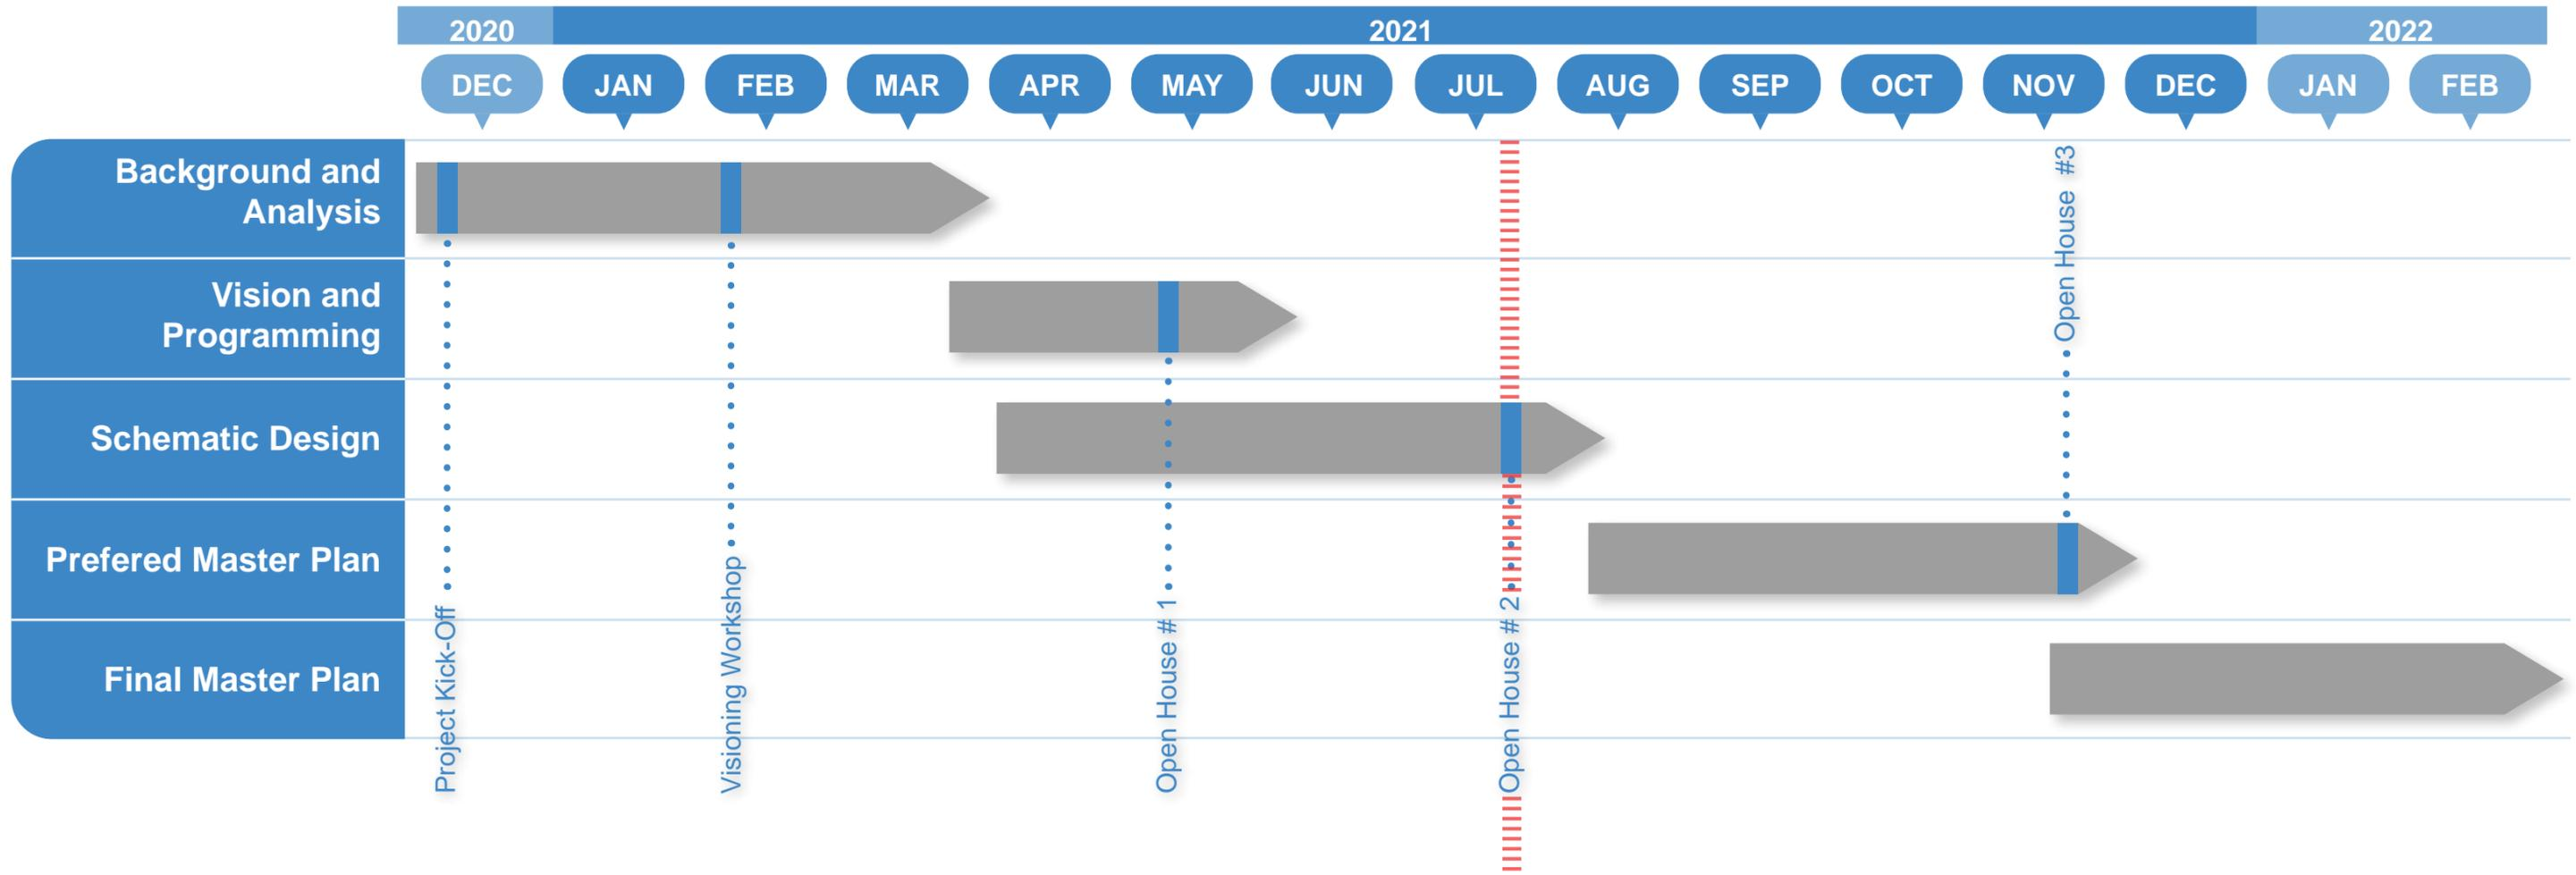 2020 2021 2022
DEC JAN FEB MAR APR MAY JUN JUL AUG SEP OCT NOV DEC JAN FEB
Background and
Analysis
Vision and
Programming
Schematic Design
Prefered Master Plan
Final Master Plan
Project Kick-Off
Visioning Workshop
Open House # 1
Open House # 2
Open House #3